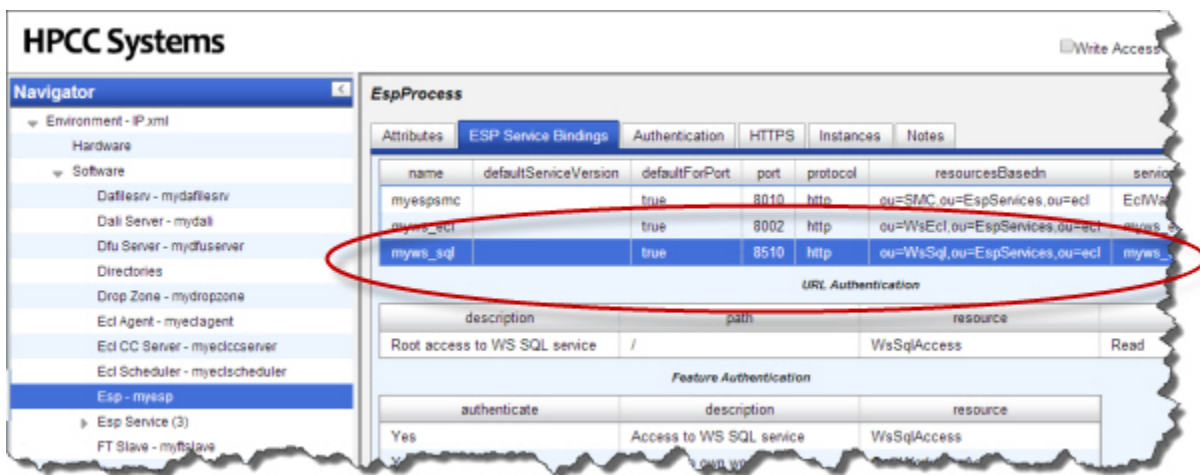 HPCC Systems
Write Access
Navigator
Environment - IP.xml
Hardware
Software
Dafilesrv - mydafilesrv
Dali Server - mydali
Dfu Server - mydfuserver
Directories
Drop Zone - mydropzone
Ecl Agent - myeclagent
Ecl CC Server - myeclccserver
Ecl Scheduler - myeclscheduler
Esp - myesp
Esp Service (3)
FT Slave - myftslave
EspProcess
Attributes ESP Service Bindings Authentication HTTPS Instances Notes
name defaultServiceVersion defaultForPort port protocol resourcesBasedn
myespsmc true 8010 http ou=SMC,ou=EspServices,ou=ecl
myws_ecl true 8002 http ou=WsEcl,ou=EspServices,ou=ecl
myws_sql true 8510 http ou=WsSql,ou=EspServices,ou=ecl
URL Authentication
description path resource
Root access to WS SQL service / WsSqlAccess Read
Feature Authentication
authenticate description resource
Yes Access to WS SQL service WsSqlAccess